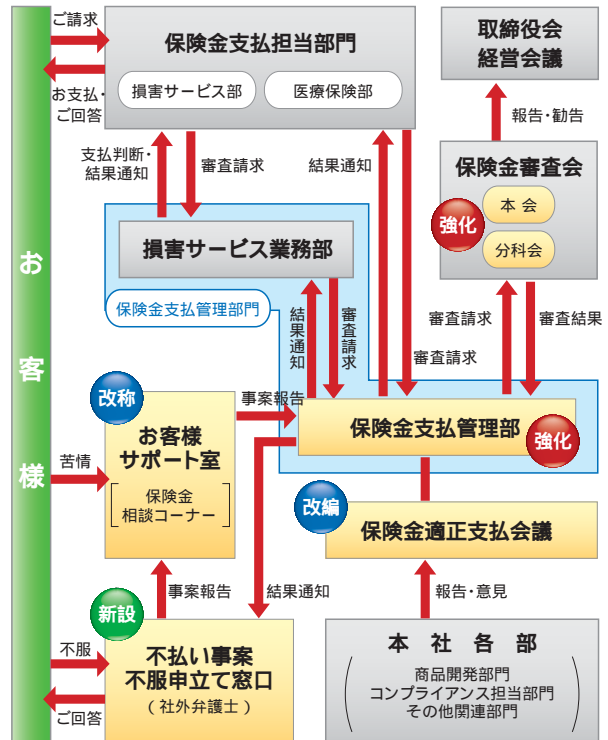 ご請求
お支払・
ご回答
保険金支払担当部門
損害サービス部
医療保険部
取締役会
経営会議
報告・勧告
支払判断・
結果通知
審査請求
結果通知
保険金審査会
強化
本会
分科会
損害サービス業務部
保険金支払管理部門
結果通知
審査請求
審査請求
審査請求
審査結果
お客様
改称
事案報告
お客様
サポート室
保険金
相談コーナー
苦情
保険金支払管理部
強化
改編
保険金適正支払会議
事案報告
結果通知
報告・意見
新設
不服
ご回答
不払い事案
不服申立て窓口
(社外弁護士)
本社各部
商品開発部門
コンプライアンス担当部門
その他関連部門